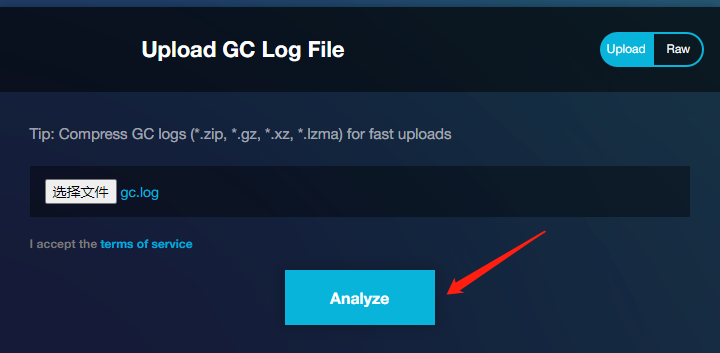 Upload GC Log File
Upload Raw
Tip: Compress GC logs (*.zip, *.gz, *.xz, *.lzma) for fast uploads
选择文件 gc.log
I accept the terms of service
Analyze